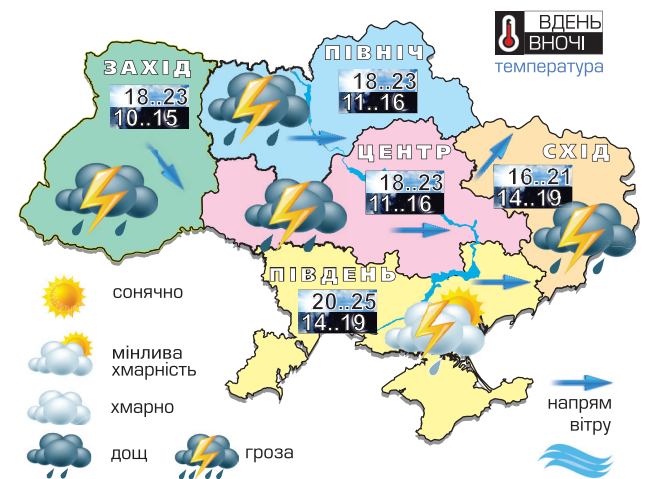 ВДЕНЬ
ВНОЧІ
температура
ЗАХІД
18..23
10..15
ПІВНІЧ
18..23
11..16
ЦЕНТР
18..23
11..16
СХІД
16..21
14..19
ПІВДЕНЬ
20..25
14..19
сонячно
мінлива
хмарність
хмарно
дощ
гроза
напрям
вітру